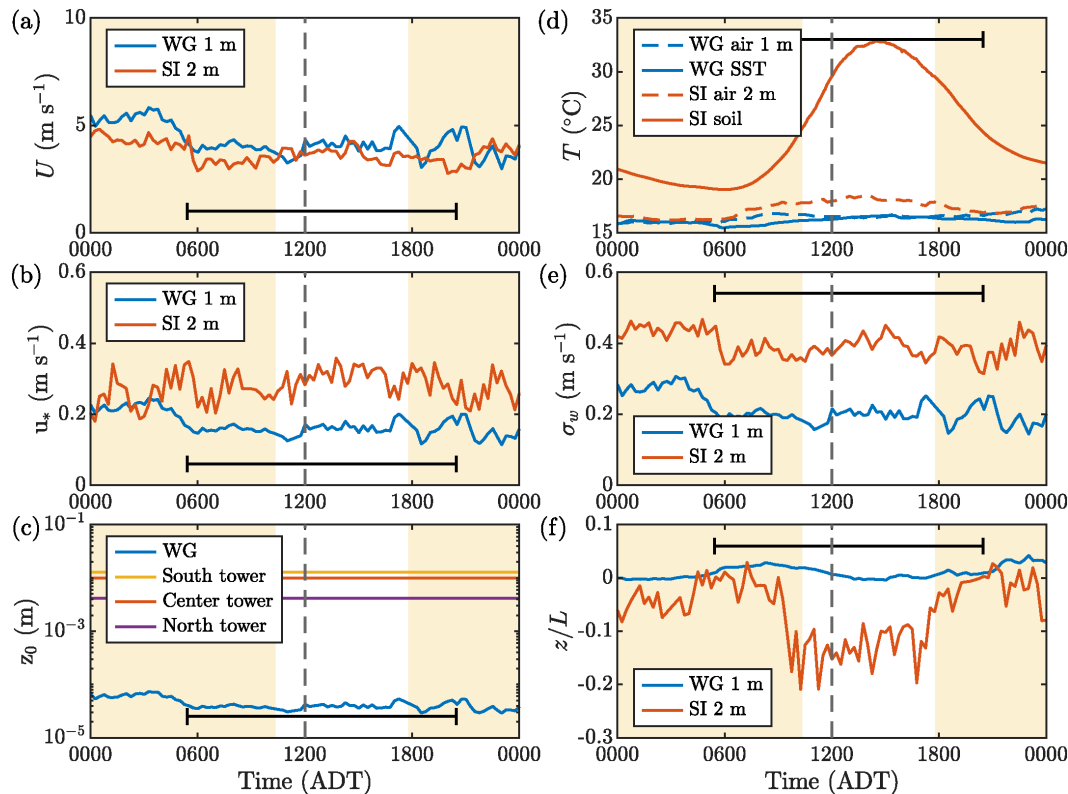 (a)
10
5
0
U (m s⁻¹)
WG 1 m
SI 2 m
0000 0600 1200 1800 0000
(d)
35
30
25
20
15
T (°C)
WG air 1 m
WG SST
SI air 2 m
SI soil
0000 0600 1200 1800 0000
(b)
0.6
0.4
0.2
0
u* (m s⁻¹)
WG 1 m
SI 2 m
0000 0600 1200 1800 0000
(e)
0.6
0.4
0.2
0
σw (m s⁻¹)
WG 1 m
SI 2 m
0000 0600 1200 1800 0000
(c)
10⁻¹
10⁻³
10⁻⁵
z₀ (m)
WG
South tower
Center tower
North tower
0000 0600 1200 1800 0000
Time (ADT)
(f)
0.1
0
-0.1
-0.2
-0.3
z/L
WG 1 m
SI 2 m
0000 0600 1200 1800 0000
Time (ADT)